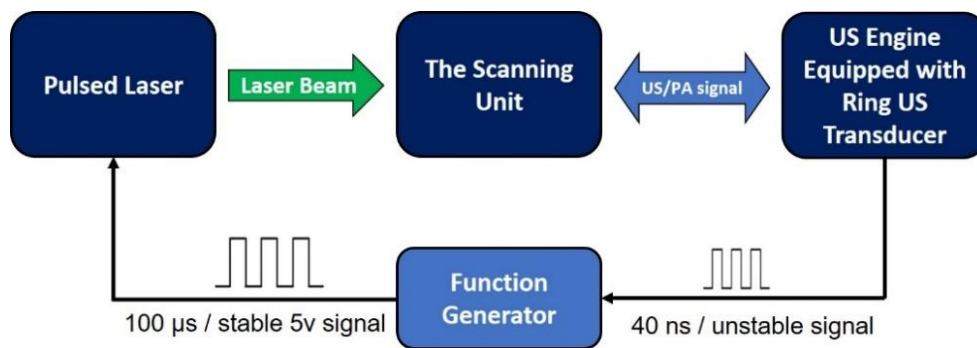 Pulsed Laser
Laser Beam
The Scanning
Unit
US/PA signal
US Engine
Equipped with
Ring US
Transducer
100 µs / stable 5v signal
Function
Generator
40 ns / unstable signal